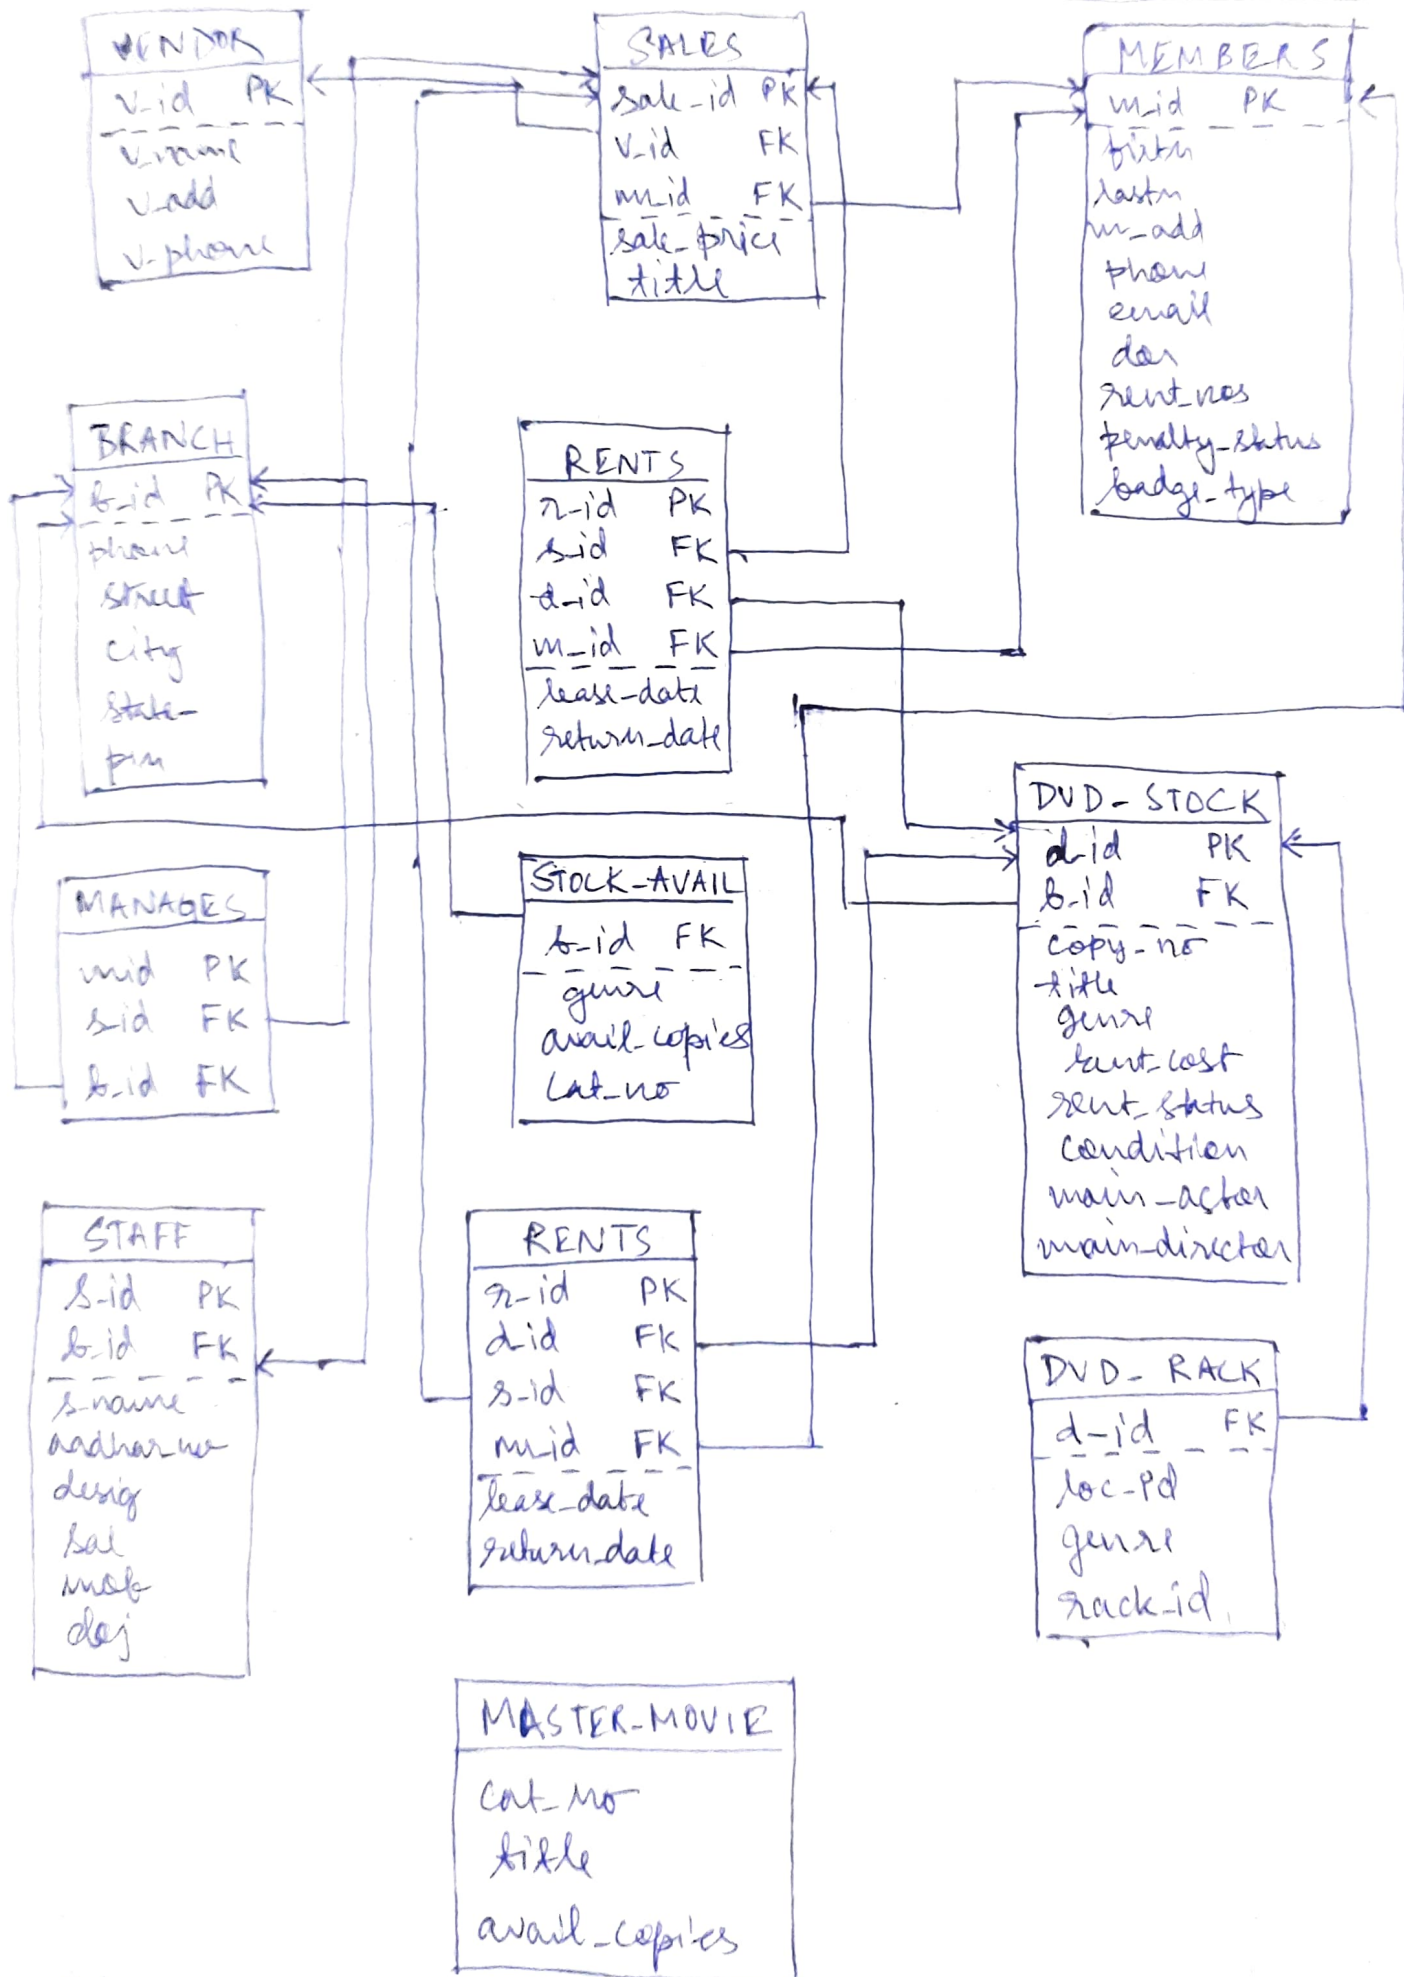 VENDOR
v_id PK
v_name
v_add
v_phone
SALES
sale_id PK
v_id FK
m_id FK
sale_price
title
MEMBERS
m_id PK
firstn
lastn
m_add
phone
email
dor
rent_nos
penalty_status
badge_type
BRANCH
b_id PK
phone
street
city
state
pin
RENTS
r_id PK
s_id FK
d_id FK
m_id FK
lease_date
return_date
DVD_STOCK
d_id PK
b_id FK
copy_no
title
genre
rent_cost
rent_status
condition
main_actor
main_director
MANAGES
mid PK
s_id FK
b_id FK
STOCK_AVAIL
b_id FK
genre
avail_copies
cat_no
STAFF
s_id PK
b_id FK
s_name
aadhar_no
desig
sal
mob
doj
RENTS
r_id PK
d_id FK
s_id FK
m_id FK
lease_date
return_date
DVD_RACK
d_id FK
loc_id
genre
rack_id
MASTER_MOVIE
cat_no
title
avail_copies